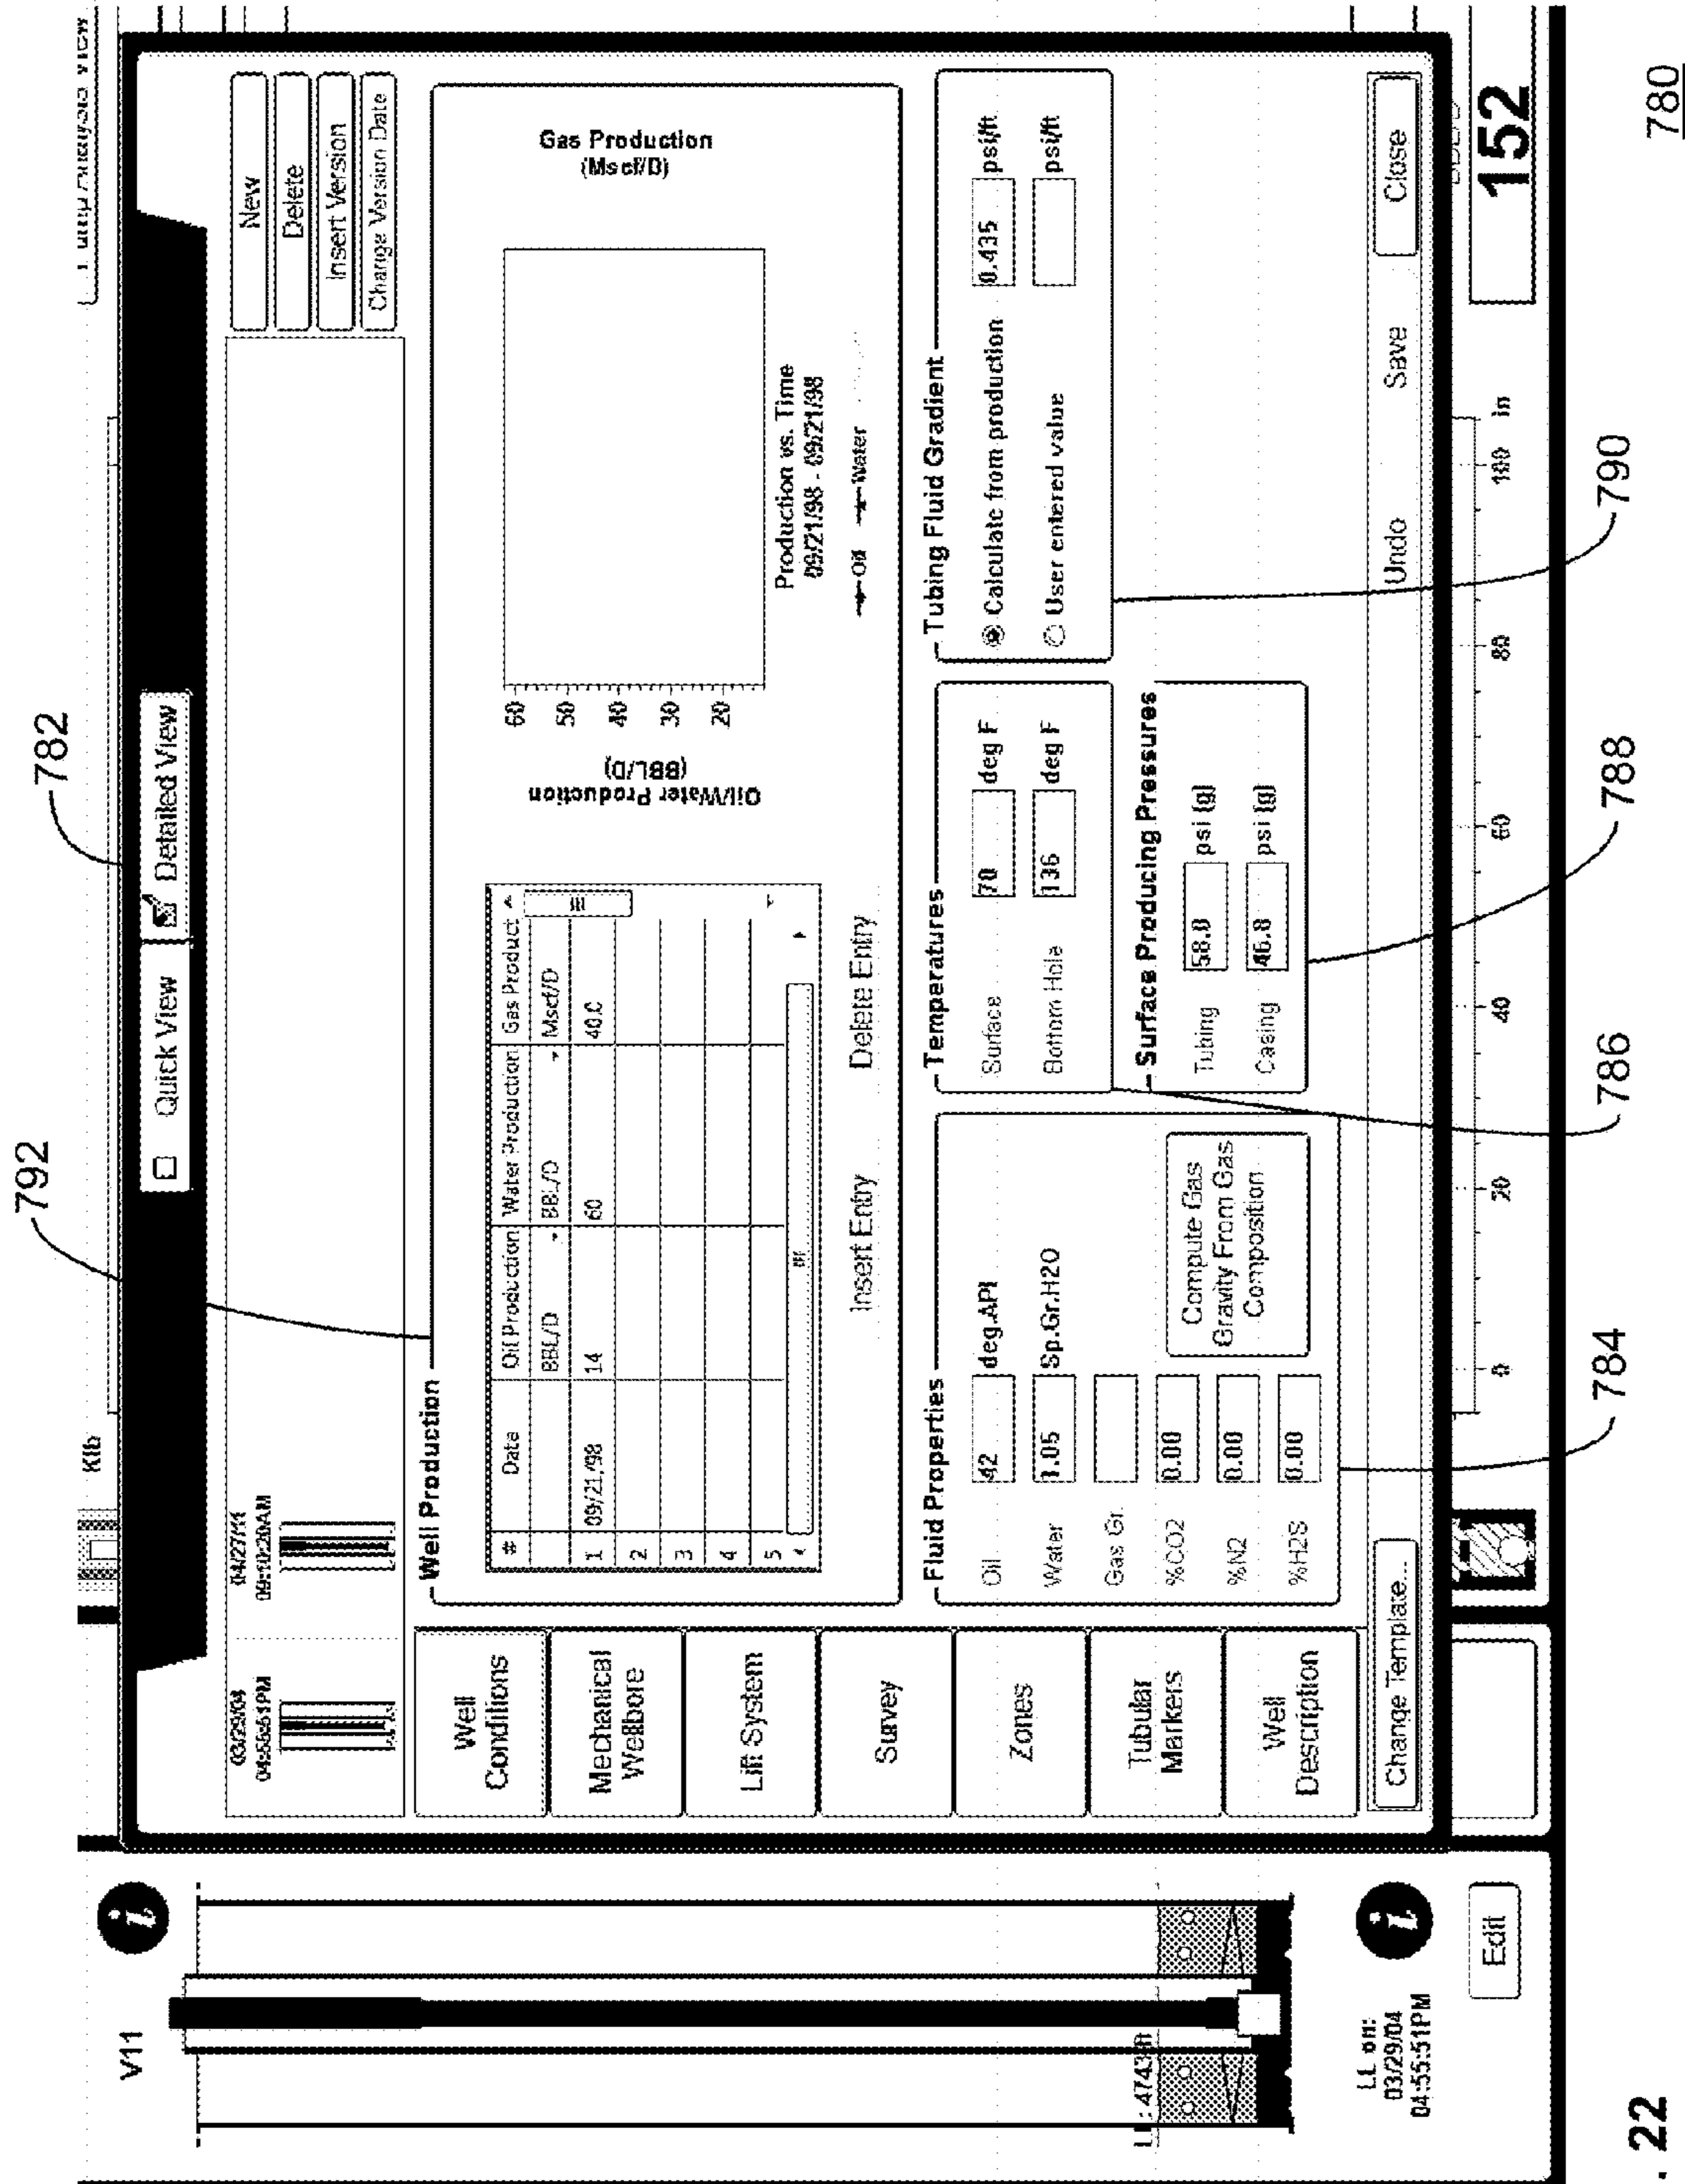 792
782
Quick View
Detailed View
Klb
V11
03/29/04
04:55:51PM
04/27/11
09:10:20AM
New
Delete
Insert Version
Change Version Date
Well
Conditions
Mechanical
Wellbore
Lift System
Survey
Zones
Tubular
Markers
Well
Description
Well Production
# Date Oil Production Water Production Gas Product
BBL/D BBL/D Mscf/D
1 09/21/98 14 60 40.0
2
3
4
5
Insert Entry Delete Entry
Oil/Water Production
(BBL/D)
60
50
40
30
20
Gas Production
(Mscf/D)
Production vs. Time
09/21/98 - 09/21/98
Oil Water
Fluid Properties
Oil 42 deg.API
Water 1.05 Sp.Gr.H2O
Gas Gr.
%CO2 0.00
%N2 0.00
%H2S 0.00
Compute Gas
Gravity From Gas
Composition
Temperatures
Surface 70 deg F
Bottom Hole 136 deg F
Surface Producing Pressures
Tubing 58.0 psi (g)
Casing 46.8 psi (g)
Tubing Fluid Gradient
Calculate from production 0.435 psi/ft
User entered value psi/ft
Change Template... Undo Save Close
LL: 4743ft
LL on:
03/29/04
04:55:51PM
i
i
Edit
0 20 40 60 80 100 in
152
784
786
788
790
780
. 22